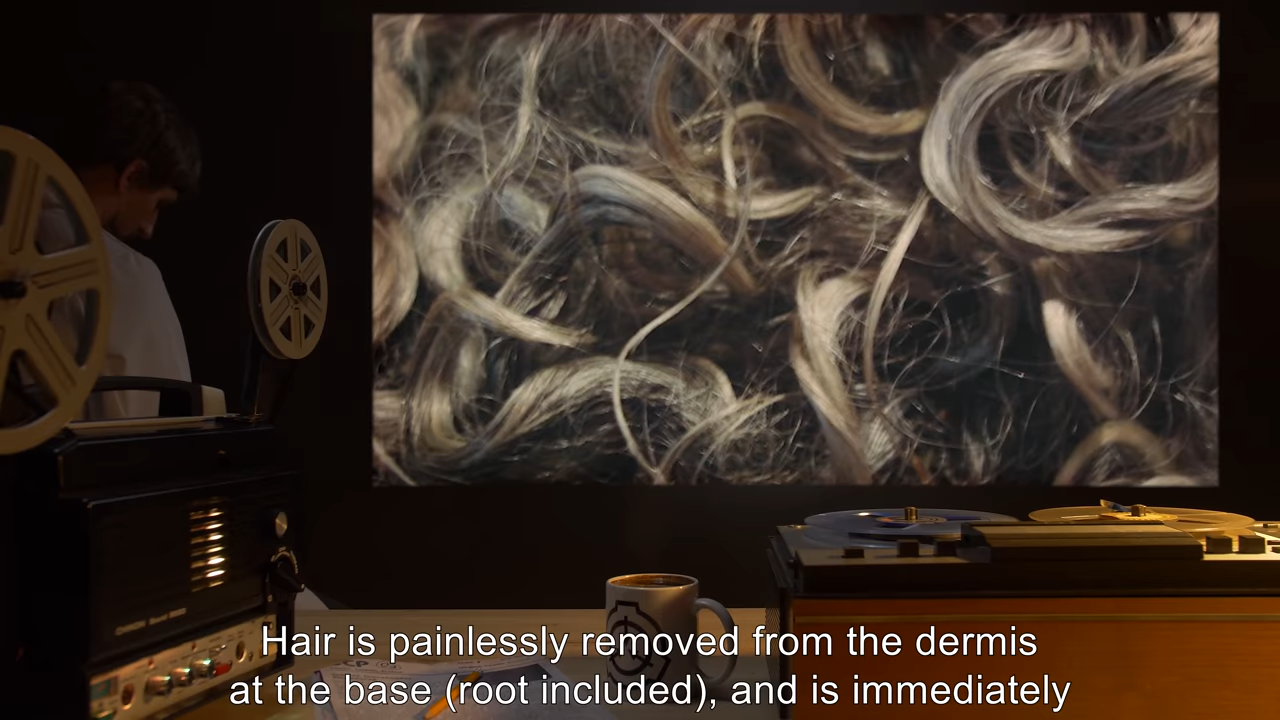 Hair is painlessly removed from the dermis
at the base (root included), and is immediately